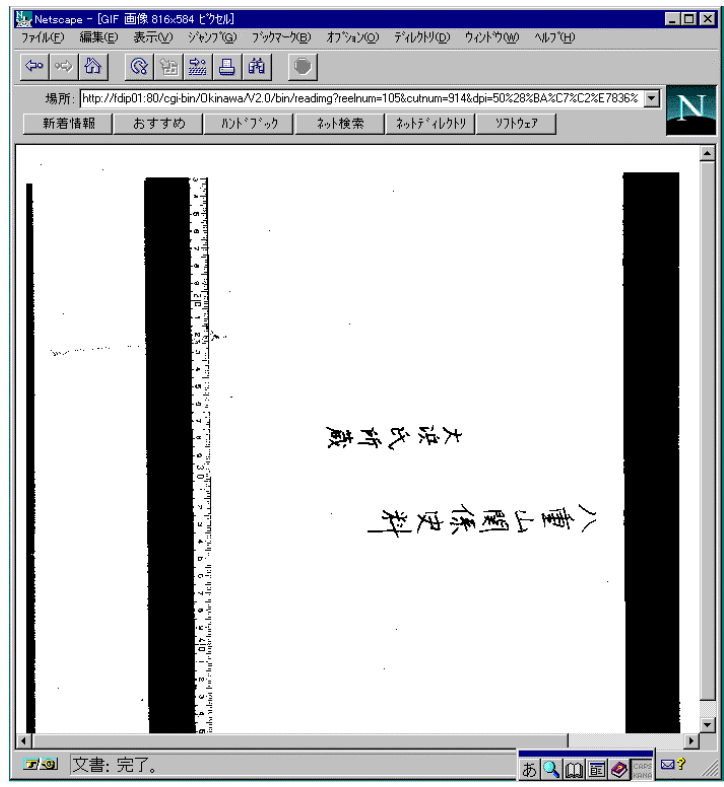 Netscape - [GIF 画像 816x584 ピクセル]
ファイル(F) 編集(E) 表示(V) ジャンプ(G) ブックマーク(B) オプション(O) ディレクトリ(D) ウィンドウ(W) ヘルプ(H)
場所: http://fdip01:80/cgi-bin/Okinawa/V2.0/bin/readimg?reelnum=105&cutnum=914&dpi=50%28%BA%C7%C2%E7836%
新着情報 おすすめ ハンドブック ネット検索 ネットディレクトリ ソフトウェア
N
八重山関係史料
大浜氏所蔵
文書: 完了。
あ CAPS KANA